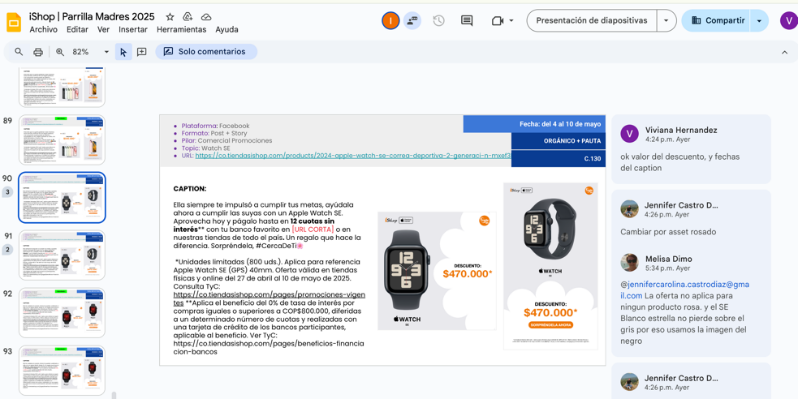 iShop | Parrilla Madres 2025
Archivo Editar Ver Insertar Herramientas Ayuda
Presentación de diapositivas
Compartir
82%
Solo comentarios
89
90
3
91
2
92
93
Plataforma: Facebook
Formato: Post + Story
Pilar: Comercial Promociones
Topic: Watch SE
URL: https://co.tiendasishop.com/products/2024-apple-watch-se-correa-deportiva-2-generaci-n-mxef3
Fecha: del 4 al 10 de mayo
ORGÁNICO + PAUTA
C.130
CAPTION:
Ella siempre te impulsó a cumplir tus metas, ayúdala
ahora a cumplir las suyas con un Apple Watch SE.
Aprovecha hoy y págalo hasta en 12 cuotas sin
interés** con tu banco favorito en [URL CORTA] o en
nuestras tiendas de todo el país. Un regalo que hace la
diferencia. Sorpréndela, #CercaDeTi🌸
*Unidades limitadas (800 uds.). Aplica para referencia
Apple Watch SE (GPS) 40mm. Oferta válida en tiendas
físicas y online del 27 de abril al 10 de mayo de 2025.
Consulta TyC:
https://co.tiendasishop.com/pages/promociones-vigen
tes **Aplica el beneficio del 0% de tasa de interés por
compras iguales o superiores a COP$800.000, diferidos
a un determinado número de cuotas y realizadas con
una tarjeta de crédito de los bancos participantes,
aplicable al beneficio. Ver TyC:
https://co.tiendasishop.com/pages/beneficios-financia
cion-bancos
iShop
DESCUENTO:
$470.000*
WATCH
iShop
WATCH
SE
DESCUENTO:
$470.000*
SORPRÉNDELA AHORA
V
Viviana Hernandez
4:24 p.m. Ayer
ok valor del descuento, y fechas
del caption
Jennifer Castro D...
4:26 p.m. Ayer
Cambiar por asset rosado
Melisa Dimo
5:34 p.m. Ayer
@jennifercarolina.castrodiaz@gma
il.com La oferta no aplica para
ningun producto rosa. y el SE
Blanco estrella no pierde sobre el
gris por eso usamos la imagen del
negro
Jennifer Castro D...
4:26 p.m. Ayer